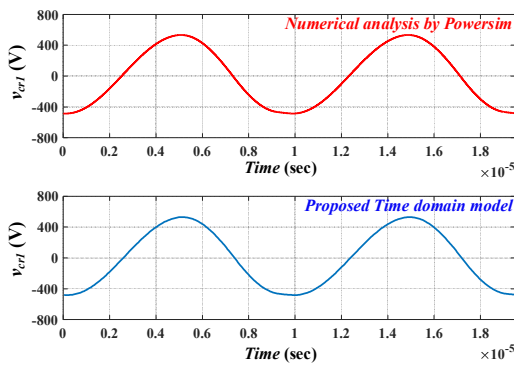 Numerical analysis by Powersim
800
400
0
-400
-800
v_cr1 (V)
0 0.2 0.4 0.6 0.8 1 1.2 1.4 1.6 1.8
Time (sec)
×10^-5
Proposed Time domain model
800
400
0
-400
-800
v_cr1 (V)
0 0.2 0.4 0.6 0.8 1.0 1.2 1.4 1.6 1.8
Time (sec)
×10^-5